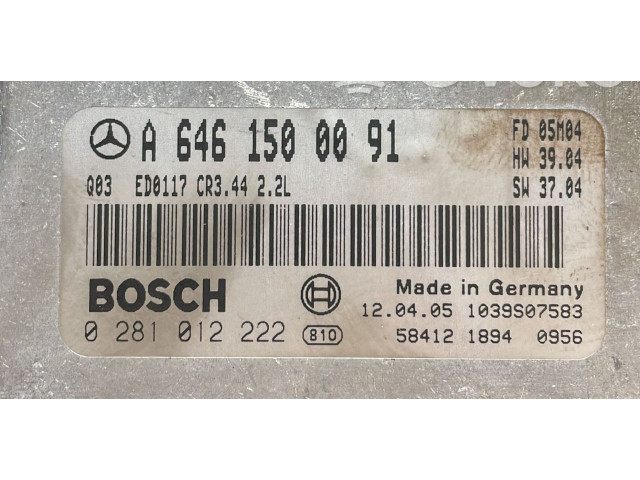 A 646 150 00 91
FD 05M04
HW 39.04
Q03 ED0117 CR3.44 2.2L
SW 37.04
BOSCH
Made in Germany
12.04.05 1039S07583
0 281 012 222 810
58412 1894 0956